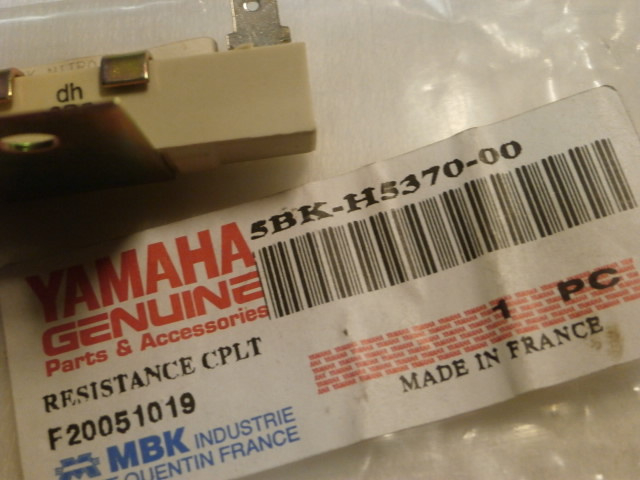 dh
5BK-H5370-00
YAMAHA
GENUINE
Parts & Accessories
1 PC
RESISTANCE CPLT
MADE IN FRANCE
F20051019
MBK INDUSTRIE
QUENTIN FRANCE